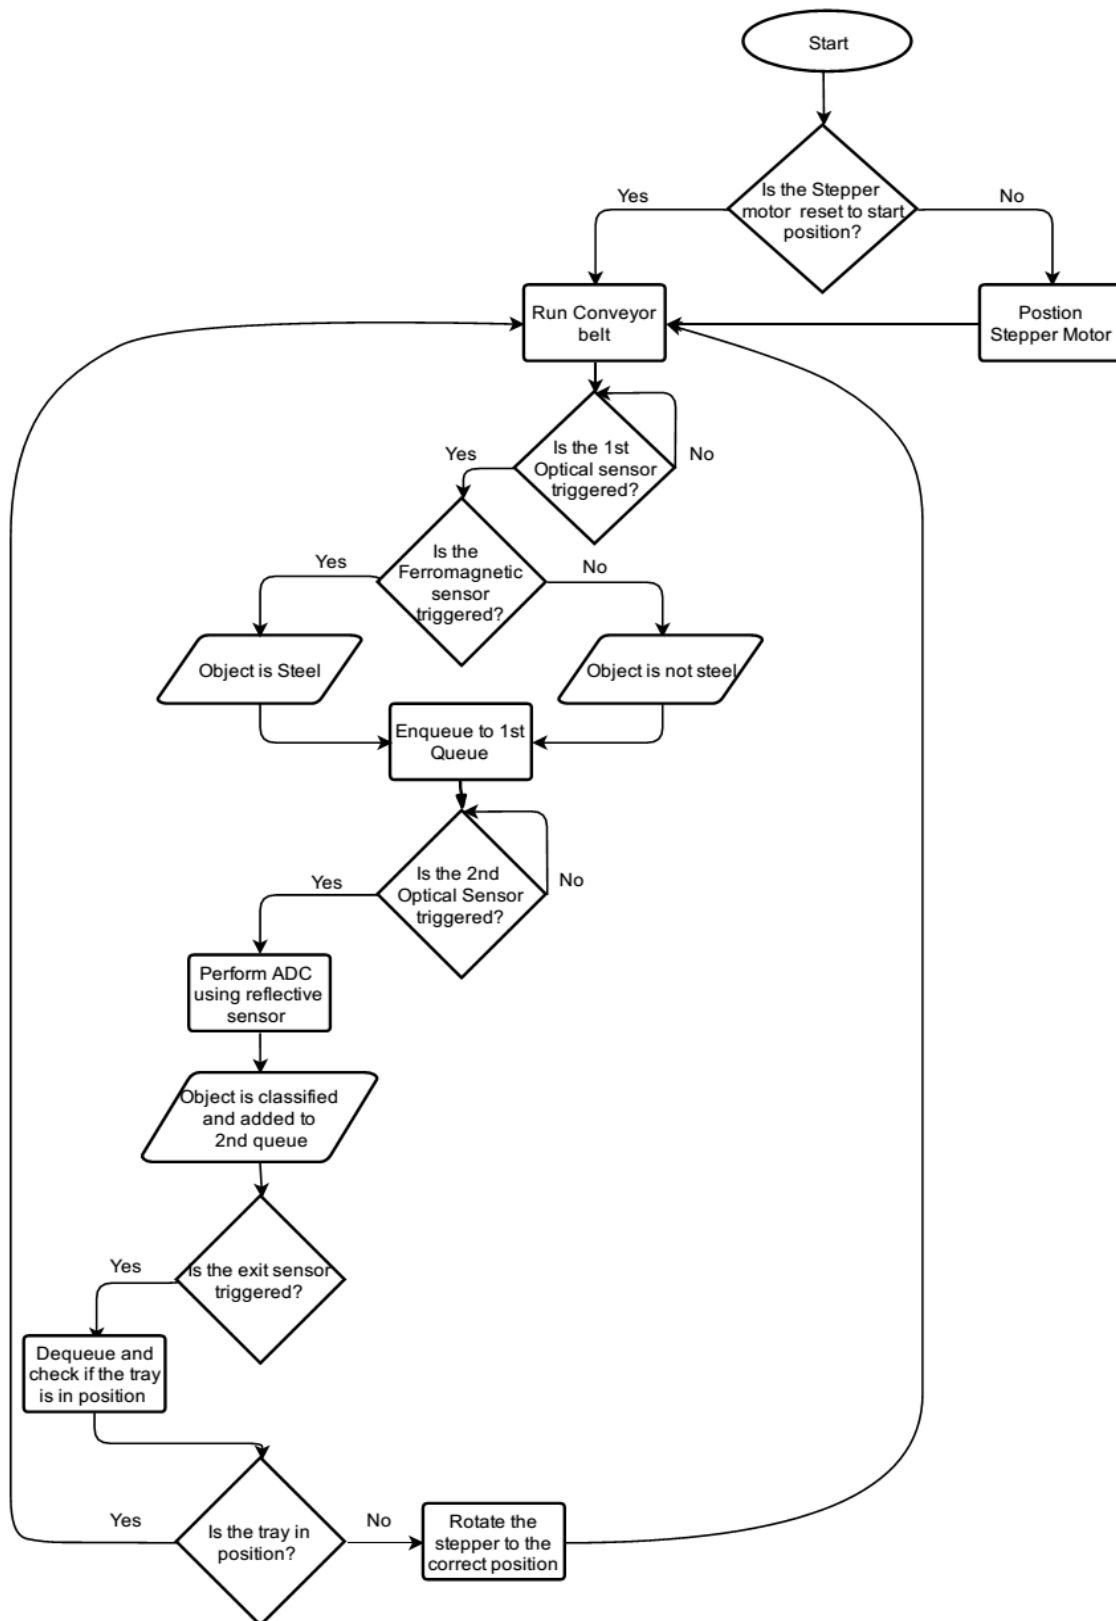 Start
Is the Stepper
motor reset to start
position?
Yes
No
Run Conveyor
belt
Postion
Stepper Motor
Is the 1st
Optical sensor
triggered?
Yes
No
Is the
Ferromagnetic
sensor
triggered?
Yes
No
Object is Steel
Object is not steel
Enqueue to 1st
Queue
Is the 2nd
Optical Sensor
triggered?
Yes
No
Perform ADC
using reflective
sensor
Object is classified
and added to
2nd queue
Is the exit sensor
triggered?
Yes
Dequeue and
check if the tray
is in position
Is the tray in
position?
Yes
No
Rotate the
stepper to the
correct position